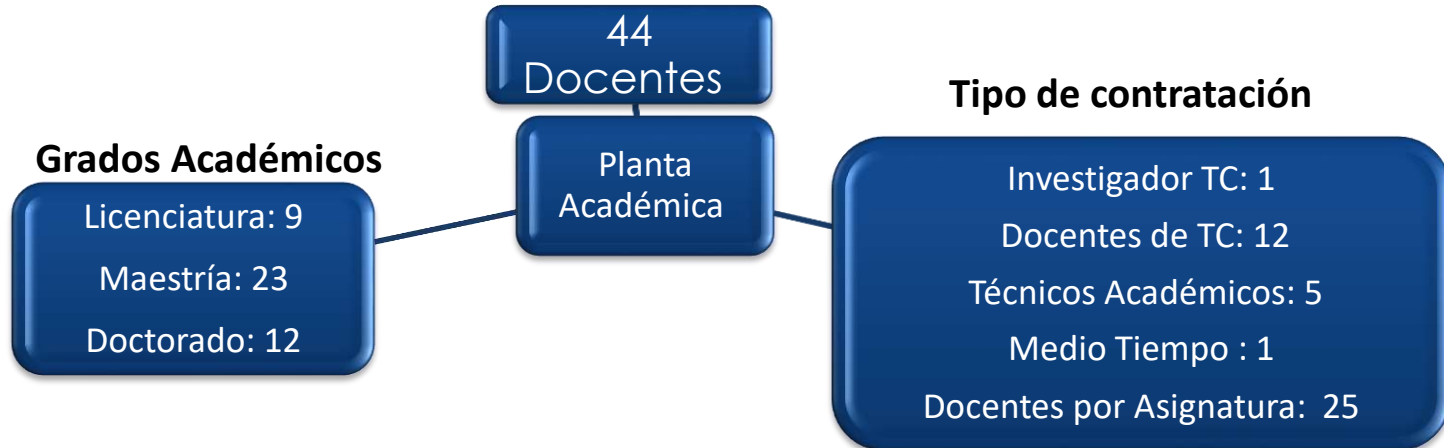 44
Docentes
Planta
Académica
Grados Académicos
Licenciatura: 9
Maestría: 23
Doctorado: 12
Tipo de contratación
Investigador TC: 1
Docentes de TC: 12
Técnicos Académicos: 5
Medio Tiempo : 1
Docentes por Asignatura: 25